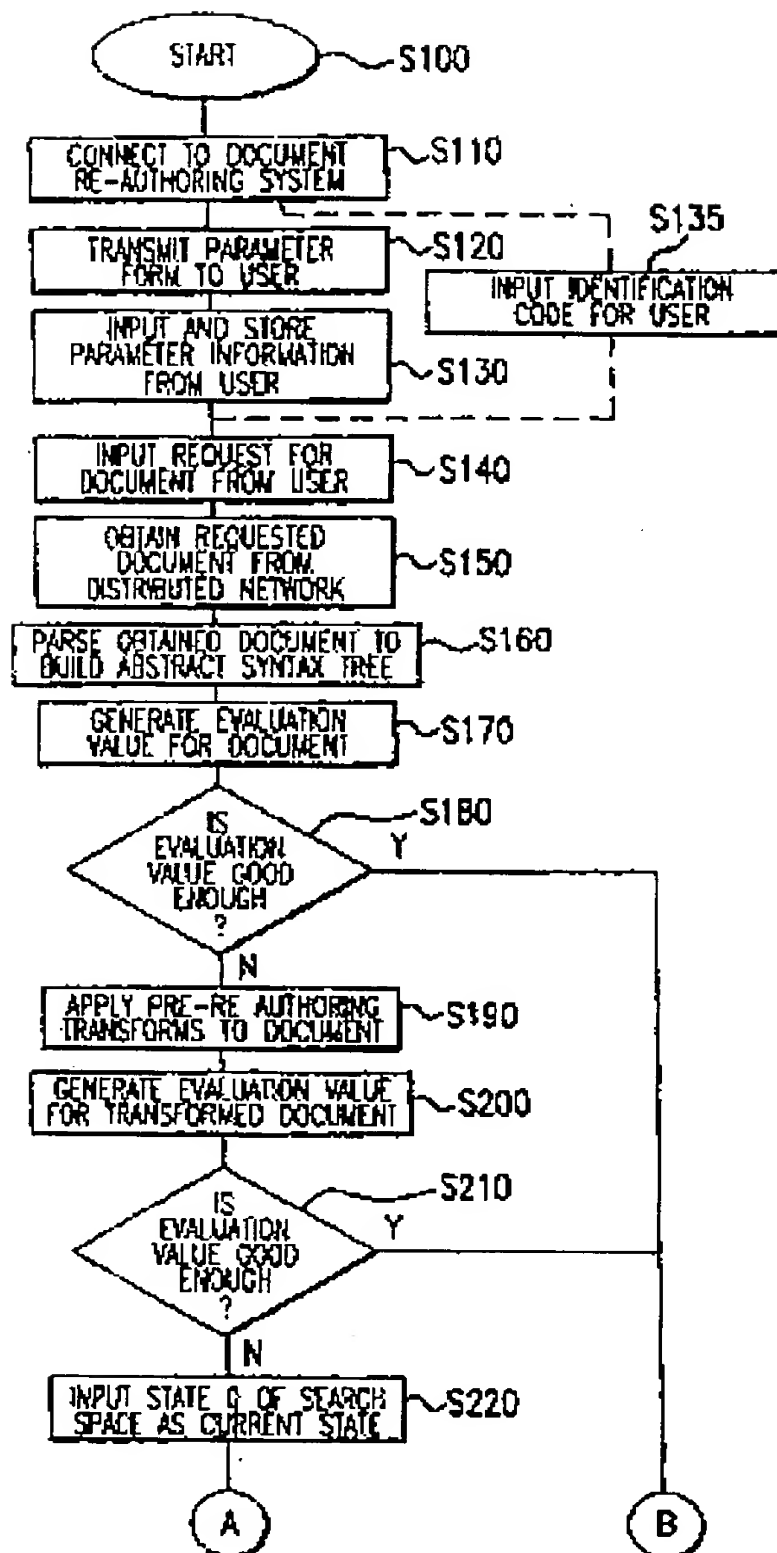 START
S100
CONNECT TO DOCUMENT
RE-AUTHORING SYSTEM
S110
TRANSMIT PARAMETER
FORM TO USER
S120
S135
INPUT IDENTIFICATION
CODE FOR USER
INPUT AND STORE
PARAMETER INFORMATION
FROM USER
S130
INPUT REQUEST FOR
DOCUMENT FROM USER
S140
OBTAIN REQUESTED
DOCUMENT FROM
DISTRIBUTED NETWORK
S150
PARSE OBTAINED DOCUMENT TO
BUILD ABSTRACT SYNTAX TREE
S160
GENERATE EVALUATION
VALUE FOR DOCUMENT
S170
IS
EVALUATION
VALUE GOOD
ENOUGH
?
S180
Y
N
APPLY PRE-RE AUTHORING
TRANSFORMS TO DOCUMENT
S190
GENERATE EVALUATION VALUE
FOR TRANSFORMED DOCUMENT
S200
IS
EVALUATION
VALUE GOOD
ENOUGH
?
S210
Y
N
INPUT STATE OF SEARCH
SPACE AS CURRENT STATE
S220
A
B